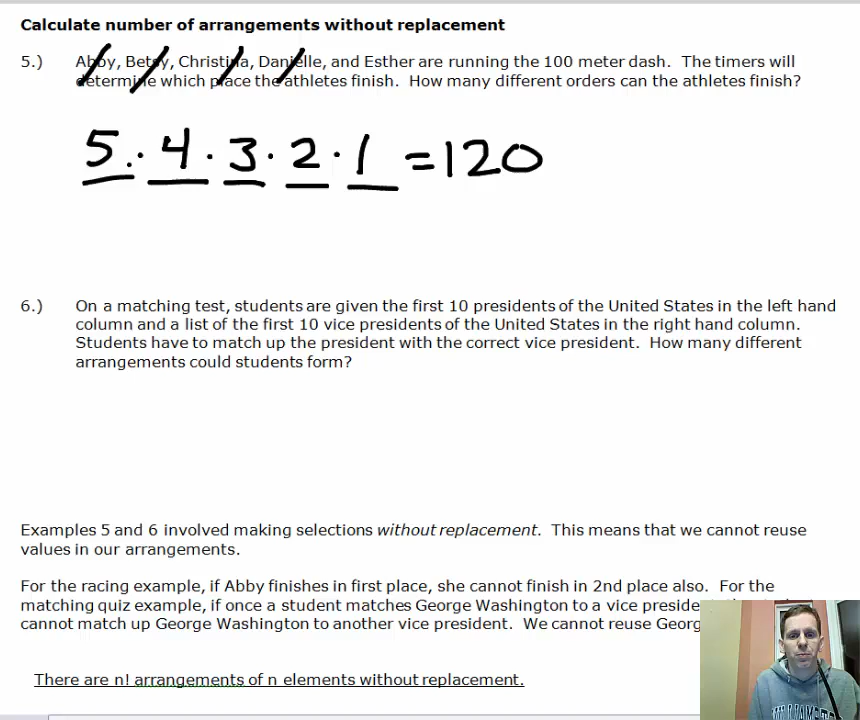 Calculate number of arrangements without replacement
5.) Abby, Betsy, Christina, Danielle, and Esther are running the 100 meter dash. The timers will
determine which place the athletes finish. How many different orders can the athletes finish?
5 · 4 · 3 · 2 · 1 = 120
6.) On a matching test, students are given the first 10 presidents of the United States in the left hand
column and a list of the first 10 vice presidents of the United States in the right hand column.
Students have to match up the president with the correct vice president. How many different
arrangements could students form?
Examples 5 and 6 involved making selections without replacement. This means that we cannot reuse
values in our arrangements.
For the racing example, if Abby finishes in first place, she cannot finish in 2nd place also. For the
matching quiz example, if once a student matches George Washington to a vice
cannot match up George Washington to another vice president. We cannot reuse
There are n! arrangements of n elements without replacement.